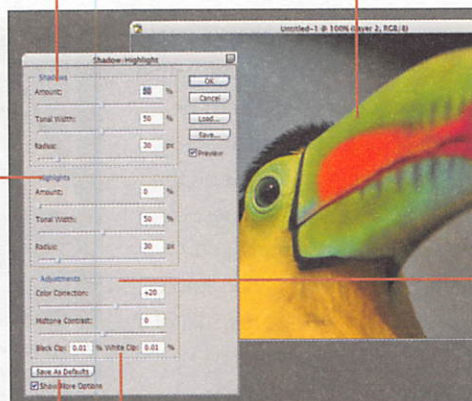 Untitled-1 @ 100% (Layer 2, RGB/8)
Shadow/Highlight
Shadows
Amount: 50 %
Tonal Width: 50 %
Radius: 30 px
OK
Cancel
Load...
Save...
Preview
Highlights
Amount: 0 %
Tonal Width: 50 %
Radius: 30 px
Adjustments
Color Correction: +20
Midtone Contrast: 0
Black Clip: 0.01 % White Clip: 0.01 %
Save As Defaults
Show More Options